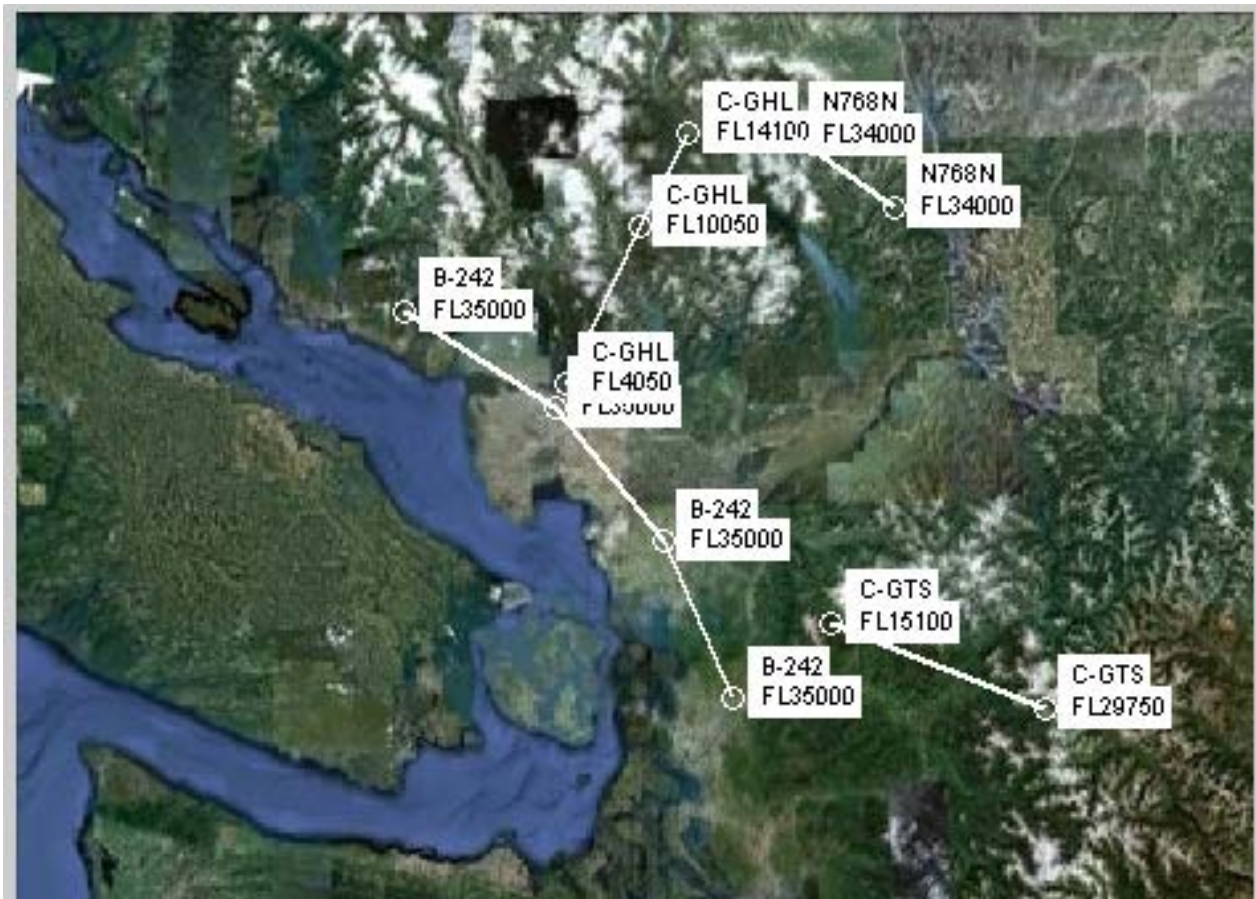 C-GHL
FL14100
N768N
FL34000
N768N
FL34000
C-GHL
FL10050
B-242
FL35000
C-GHL
FL4050
B-242
FL35000
C-GTS
FL15100
B-242
FL35000
C-GTS
FL29750